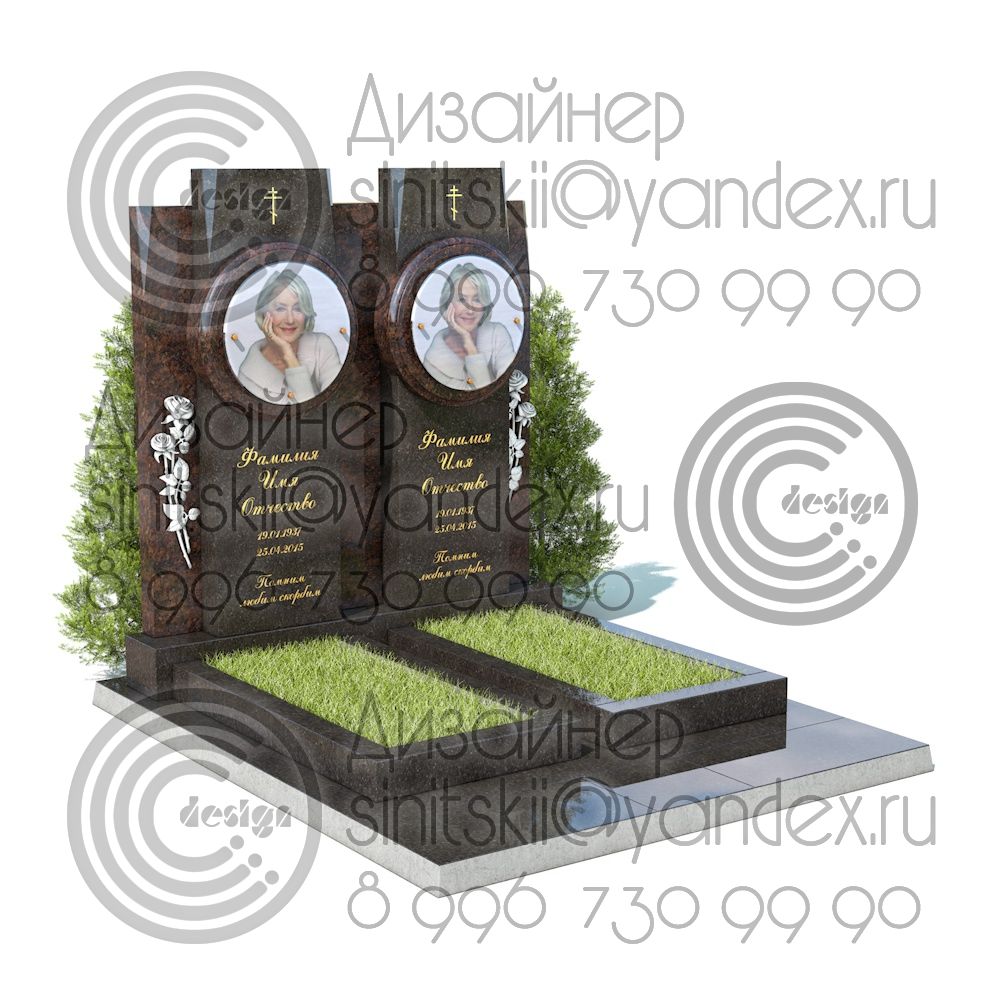 Дизайнер
sinitskii@yandex.ru
8 996 730 99 90
design
Дизайнер
sinitskii@yandex.ru
8 996 730 99 90
Фамилия
Имя
Отчество
19.01.1937
25.04.2015
Помним
любим скорбим
Фамилия
Имя
Отчество
19.01.1937
25.04.2015
Помним
любим скорбим
design
Дизайнер
sinitskii@yandex.ru
8 996 730 99 90
design